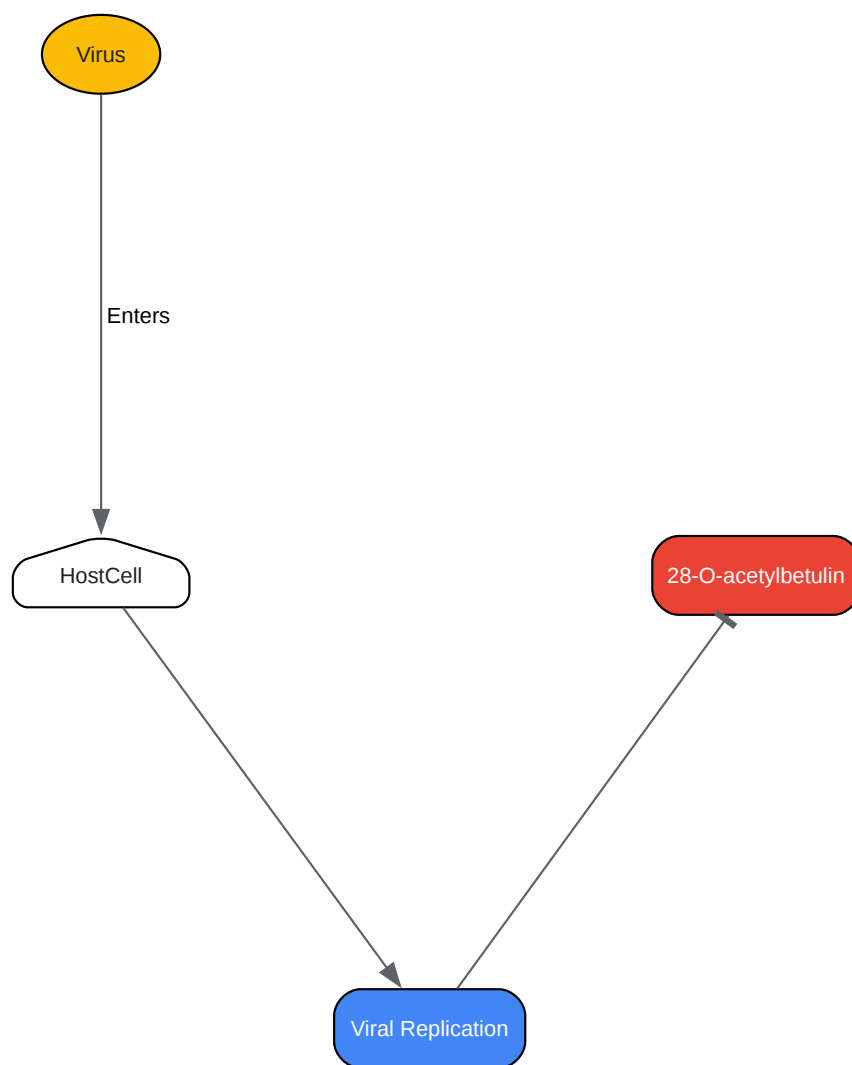 Virus
Enters
HostCell
28-O-acetylbetulin
Viral Replication